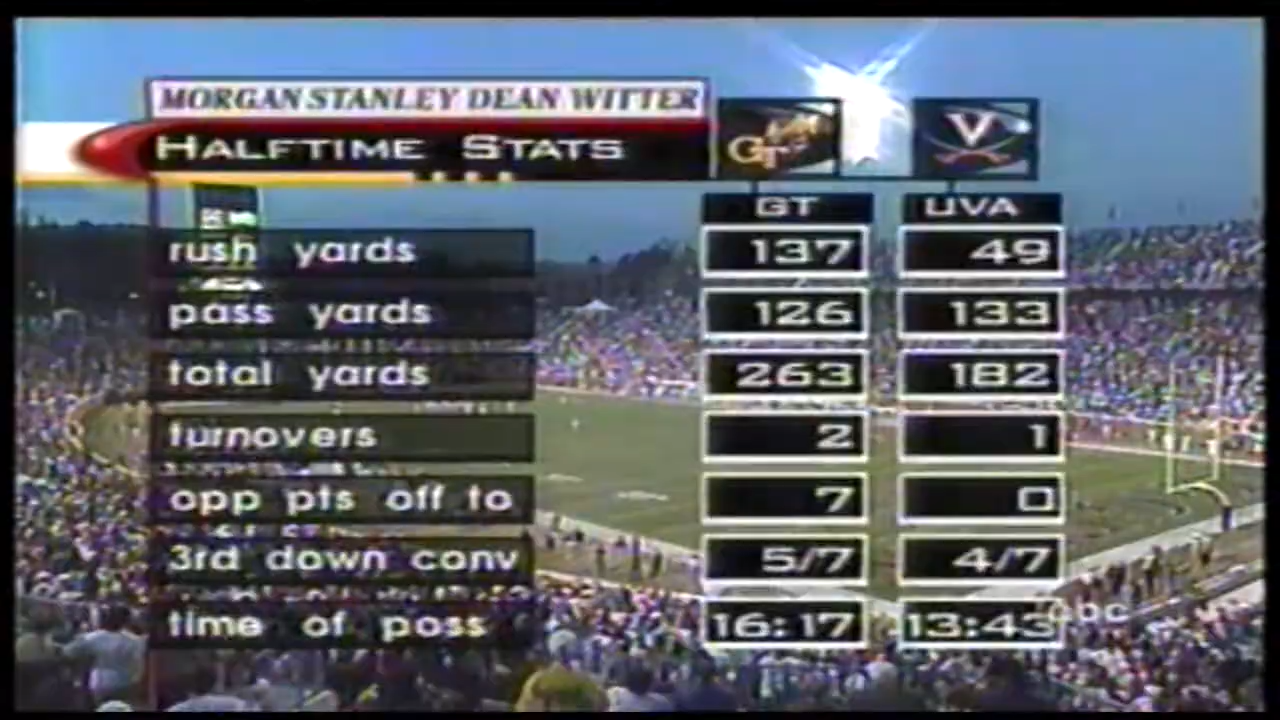 MORGAN STANLEY DEAN WITTER
HALFTIME STATS
GT
GT UVA
rush yards 137 49
pass yards 126 133
total yards 263 182
turnovers 2 1
opp pts off to 7 0
3rd down conv 5/7 4/7
time of poss 16:17 13:43
abc